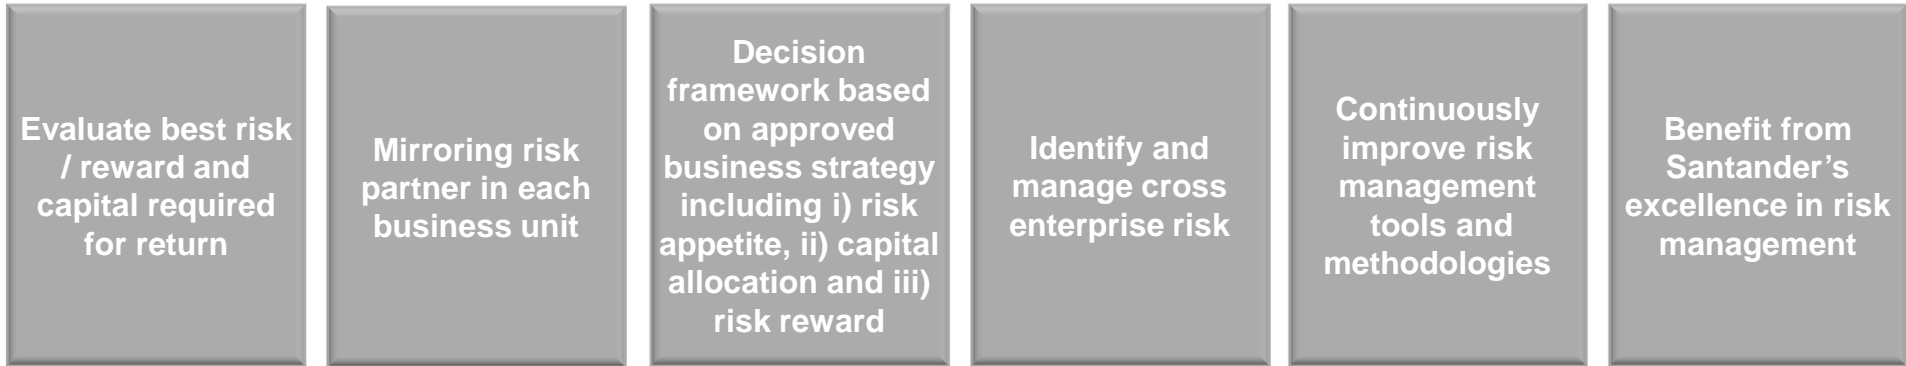 Evaluate best risk
/ reward and
capital required
for return
Mirroring risk
partner in each
business unit
Decision
framework based
on approved
business strategy
including i) risk
appetite, ii) capital
allocation and iii)
risk reward
Identify and
manage cross
enterprise risk
Continuously
improve risk
management
tools and
methodologies
Benefit from
Santander’s
excellence in risk
management